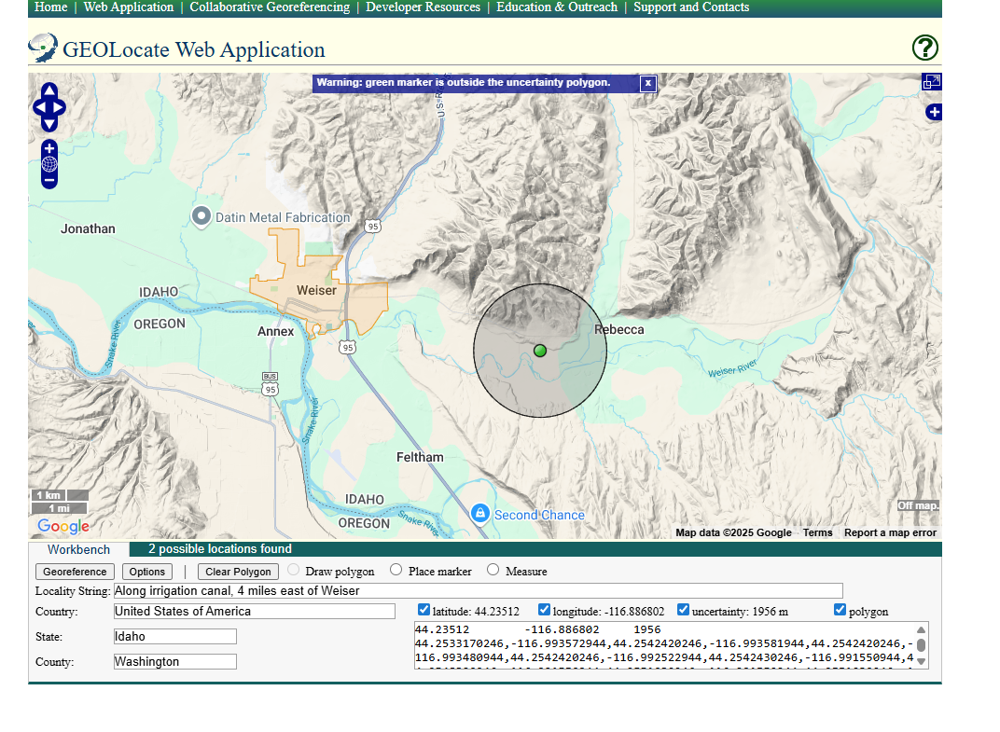 Home | Web Application | Collaborative Georeferencing | Developer Resources | Education & Outreach | Support and Contacts
GEOLocate Web Application
?
Warning: green marker is outside the uncertainty polygon. x
Datin Metal Fabrication
95
Jonathan
IDAHO
Weiser
OREGON
Annex
Rebecca
Snake River
95
Weiser River
BUS
95
Snake River
Feltham
1 km
IDAHO
1 mi
Off map.
Second Chance
OREGON
Snake River
Google
Map data ©2025 Google Terms Report a map error
Workbench 2 possible locations found
Georeference Options | Clear Polygon Draw polygon Place marker Measure
Locality String: Along irrigation canal, 4 miles east of Weiser
Country: United States of America latitude: 44.23512 longitude: -116.886802 uncertainty: 1956 m polygon
State: Idaho
County: Washington
44.23512 -116.886802 1956
44.2533170246,-116.993572944,44.2542420246,-116.993581944,44.2542420246,-
116.993480944,44.2542420246,-116.992522944,44.2542430246,-116.991550944,4